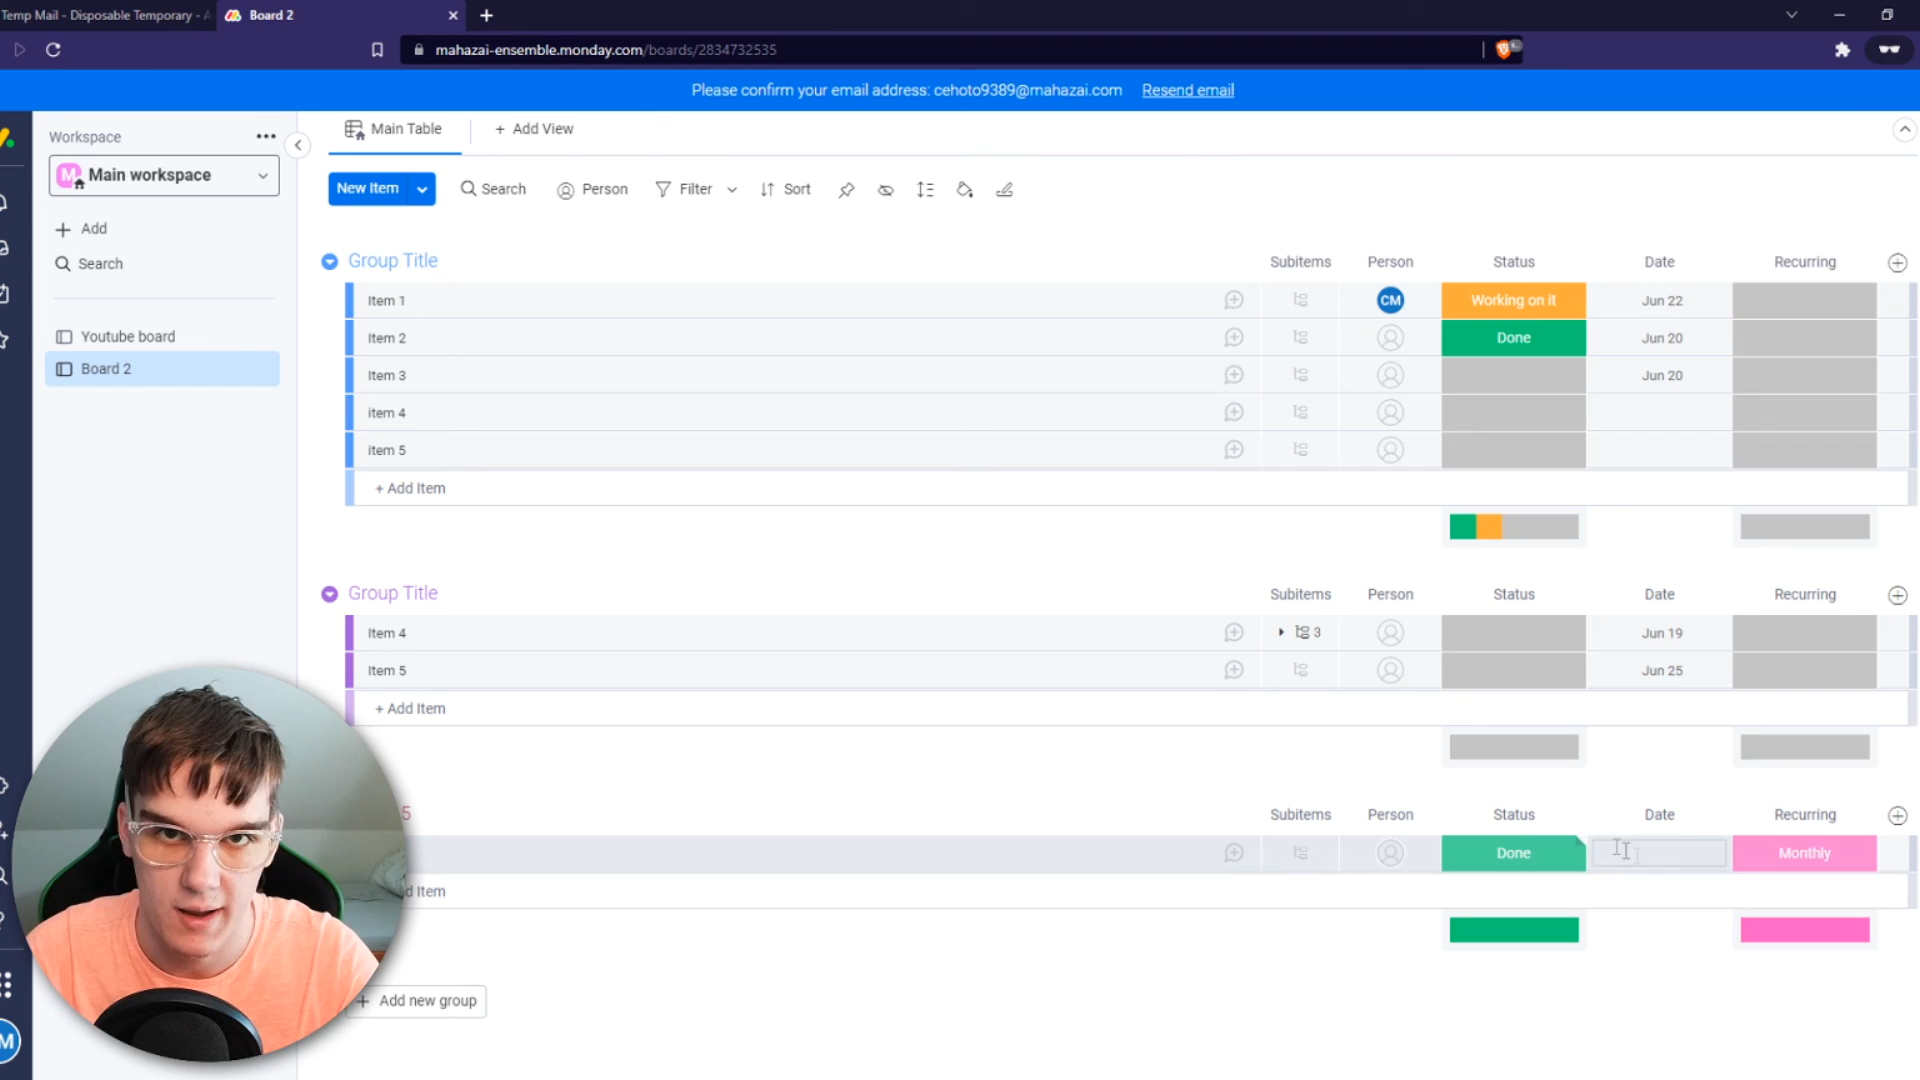 Temp Mail - Disposable Temporary - A
Board 2
mahazai-ensemble.monday.com/boards/2834732535
Please confirm your email address: cehoto9389@mahazai.com Resend email
Workspace
M Main workspace
Add
Search
Youtube board
Board 2
Main Table
+ Add View
New Item
Search
Person
Filter
Sort
Group Title Subitems Person Status Date Recurring
Item 1 CM Working on it Jun 22
Item 2 Done Jun 20
Item 3 Jun 20
item 4
item 5
+ Add Item
Group Title Subitems Person Status Date Recurring
Item 4 3 Jun 19
Item 5 Jun 25
+ Add Item
5 Subitems Person Status Date Recurring
Done Monthly
d Item
+ Add new group
M